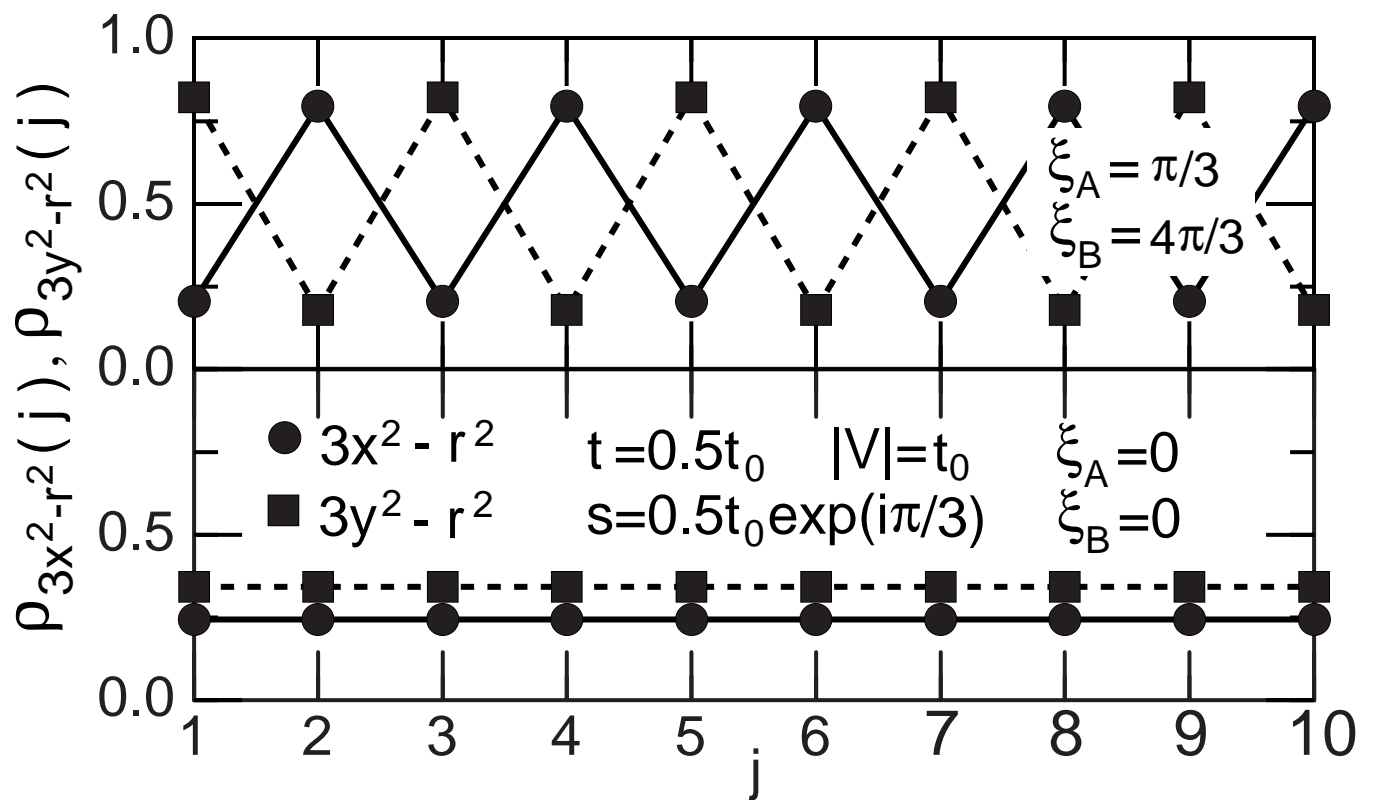 ρ3x²-r²(j), ρ3y²-r²(j)
1.0
0.5
0.0
ξA = π/3
ξB = 4π/3
3x² - r²
t=0.5t₀
|V|=t₀
ξA=0
3y² - r²
s=0.5t₀exp(iπ/3)
ξB=0
0.5
0.0
1 2 3 4 5 6 7 8 9 10
j